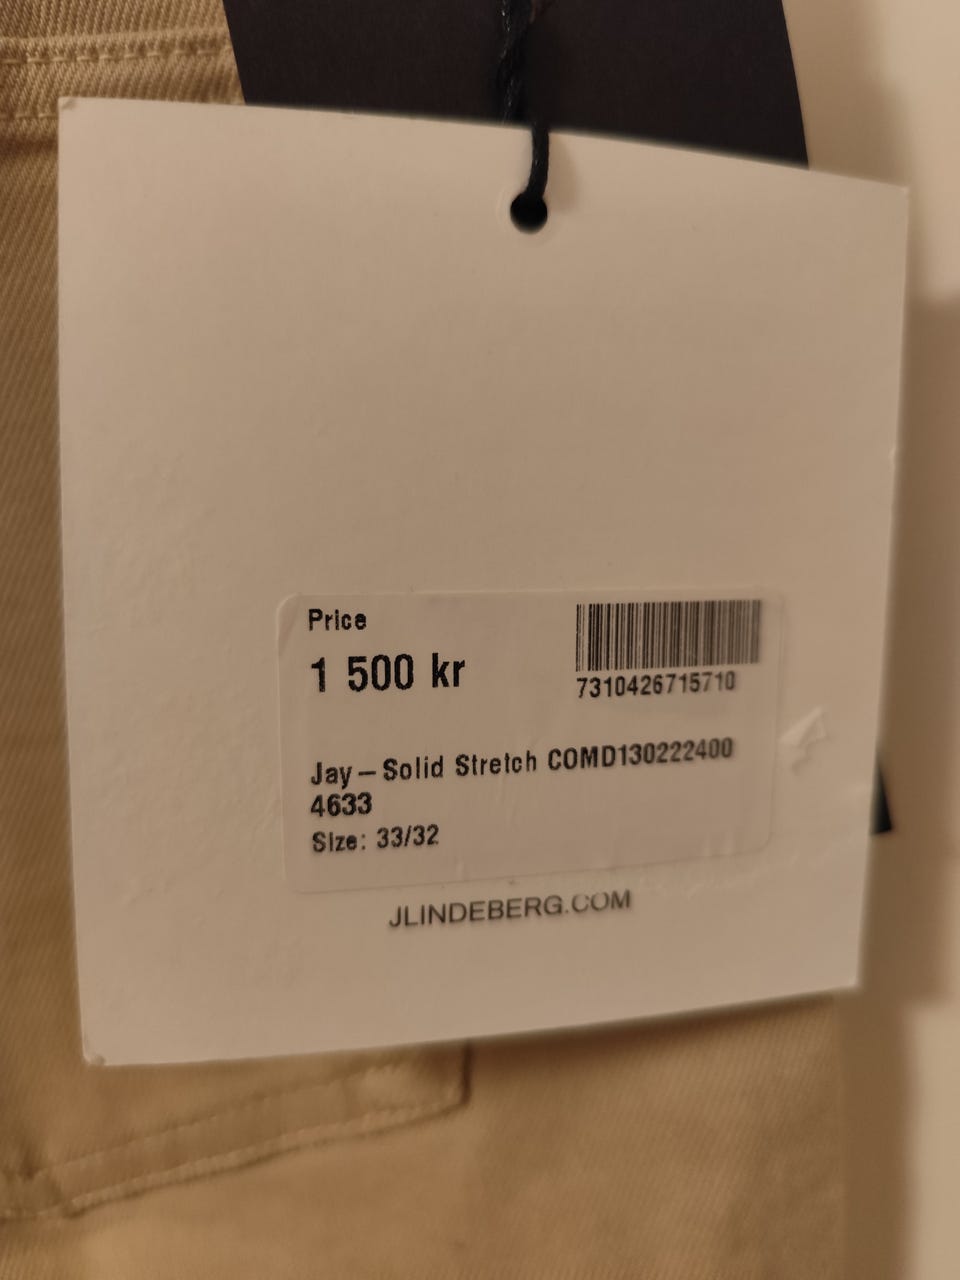 Price
1 500 kr
7310426715710
Jay – Solid Stretch COMD130222400
4633
Size: 33/32
JLINDEBERG.COM